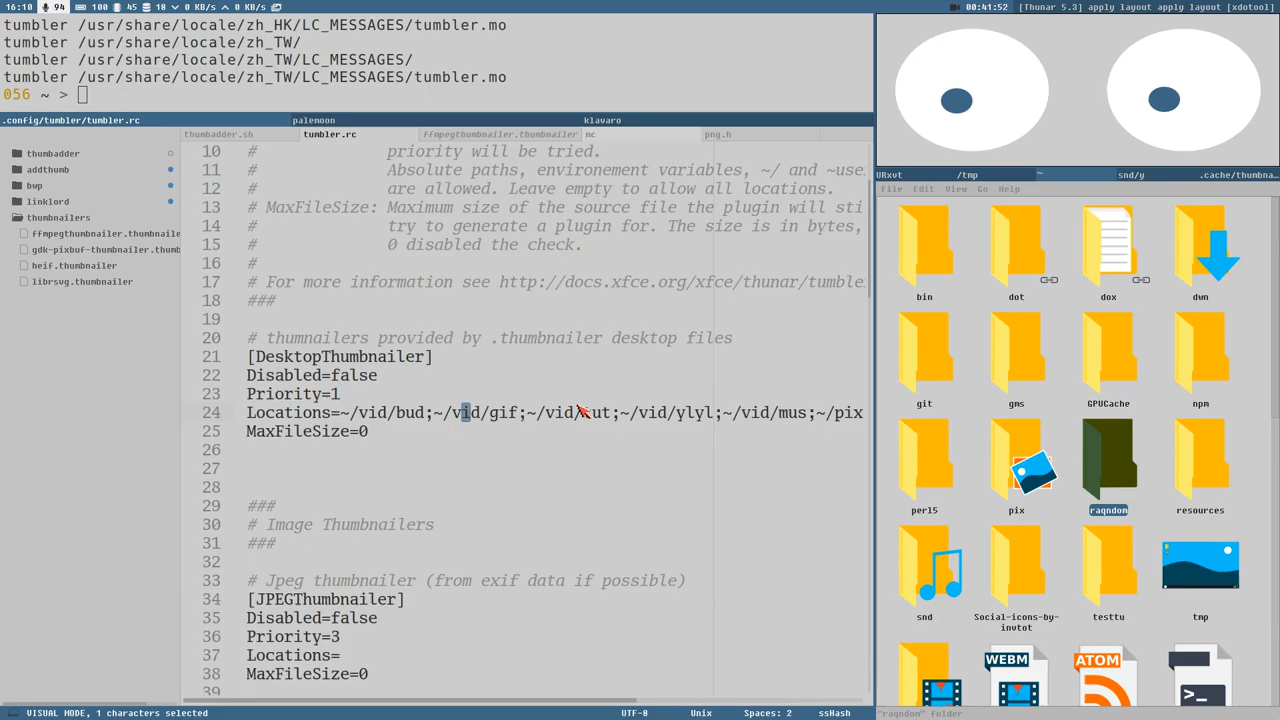 16:10 94 100 45 18 0 KB/s 0 KB/s
00:41:52 [Thunar 5.3] apply layout apply layout [xdotool]
tumbler /usr/share/locale/zh_HK/LC_MESSAGES/tumbler.mo
tumbler /usr/share/locale/zh_TW/
tumbler /usr/share/locale/zh_TW/LC_MESSAGES/
tumbler /usr/share/locale/zh_TW/LC_MESSAGES/tumbler.mo
056 ~ >
.config/tumbler/tumbler.rc palemoon klavaro
thumbadder.sh tumbler.rc ffmpegthumbnailer.thumbnailer mc png.h
thumbadder
addthumb
bwp
linklord
thumbnailers
ffmpegthumbnailer.thumbnaile
gdk-pixbuf-thumbnailer.thumb
heif.thumbnailer
librsvg.thumbnailer
10 # priority will be tried.
11 # Absolute paths, environement variables, ~/ and ~use
12 # are allowed. Leave empty to allow all locations.
13 # MaxFileSize: Maximum size of the source file the plugin will sti
14 # try to generate a plugin for. The size is in bytes,
15 # 0 disabled the check.
16 #
17 # For more information see http://docs.xfce.org/xfce/thunar/tumble
18 ###
19
20 # thumnailers provided by .thumbnailer desktop files
21 [DesktopThumbnailer]
22 Disabled=false
23 Priority=1
24 Locations=~/vid/bud;~/vid/gif;~/vid/kut;~/vid/ylyl;~/vid/mus;~/pix
25 MaxFileSize=0
26
27
28
29 ###
30 # Image Thumbnailers
31 ###
32
33 # Jpeg thumbnailer (from exif data if possible)
34 [JPEGThumbnailer]
35 Disabled=false
36 Priority=3
37 Locations=
38 MaxFileSize=0
39
VISUAL MODE, 1 characters selected UTF-8 Unix Spaces: 2 ssHash
URxvt /tmp ~ snd/y .cache/thumbna...
File Edit View Go Help
bin dot dox dwn
git gms GPUCache npm
perl5 pix raqndom resources
snd Social-icons-by-invtot testtu tmp
WEBM ATOM >_
"raqndom" Folder